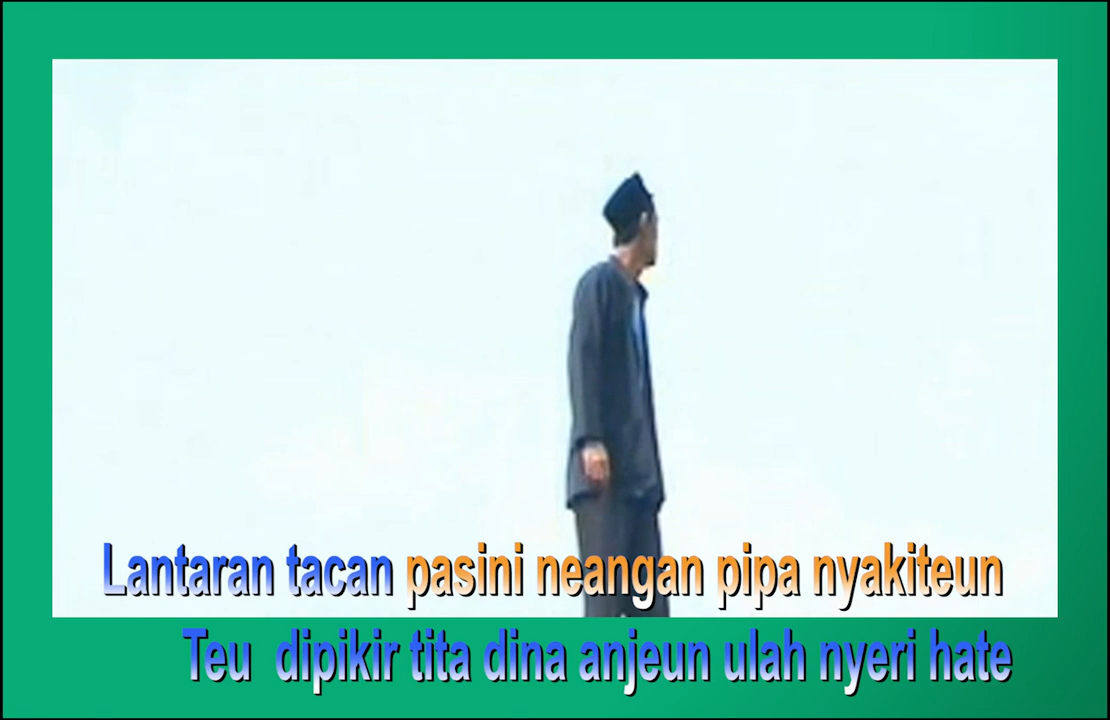 Lantaran tacan pasini neangan pipa nyakiteun
Teu dipikir tita dina anjeun ulah nyeri hate